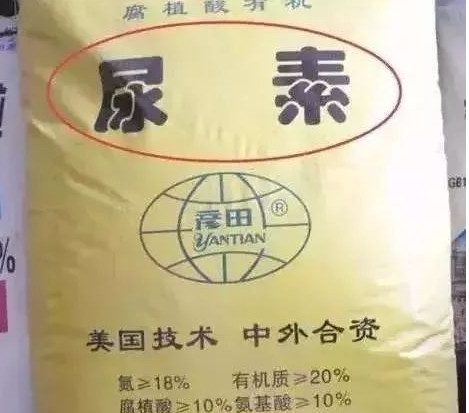 腐植酸有机
尿素
彦田®
YANTIAN
美国技术 中外合资
氮≥18% 有机质≥20%
腐植酸≥10% 氨基酸≥10%
%
GB1